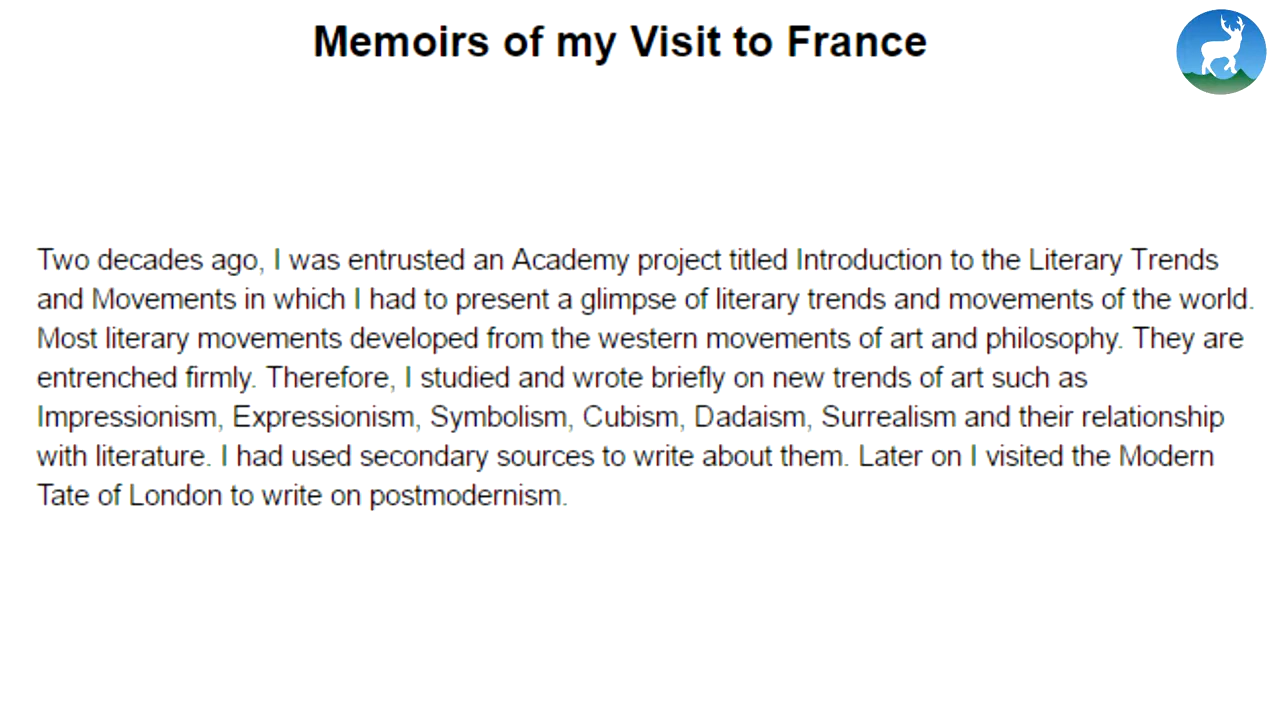 Memoirs of my Visit to France
Two decades ago, I was entrusted an Academy project titled Introduction to the Literary Trends
and Movements in which I had to present a glimpse of literary trends and movements of the world.
Most literary movements developed from the western movements of art and philosophy. They are
entrenched firmly. Therefore, I studied and wrote briefly on new trends of art such as
Impressionism, Expressionism, Symbolism, Cubism, Dadaism, Surrealism and their relationship
with literature. I had used secondary sources to write about them. Later on I visited the Modern
Tate of London to write on postmodernism.